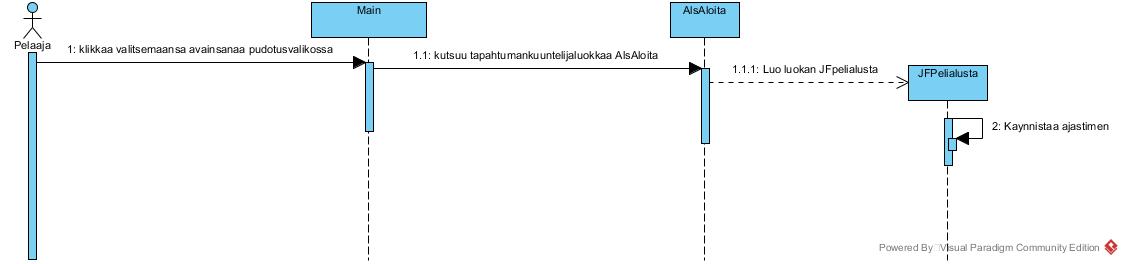 Main
AlsAloita
Pelaaja
1: klikkaa valitsemaansa avainsanaa pudotusvalikossa
1.1: kutsuu tapahtumankuuntelijaluokkaa AlsAloita
1.1.1: Luo luokan JFpelialusta
JFPelialusta
2: Kaynnistaa ajastimen
Powered By Visual Paradigm Community Edition